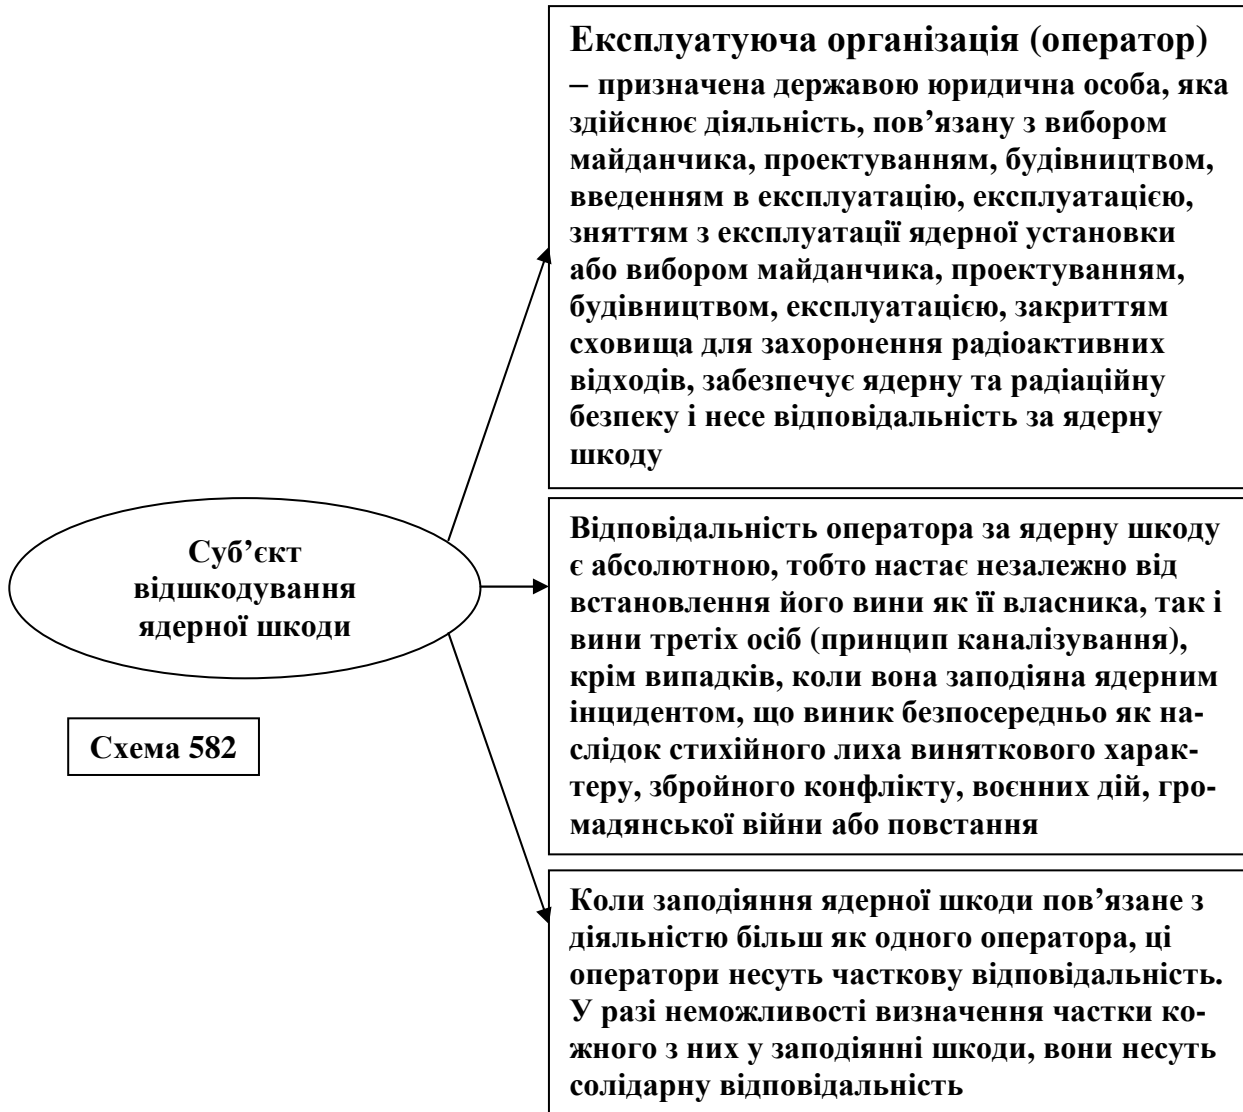 Експлуатуюча організація (оператор)
– призначена державою юридична особа, яка
здійснює діяльність, пов’язану з вибором
майданчика, проектуванням, будівництвом,
введенням в експлуатацію, експлуатацією,
зняттям з експлуатації ядерної установки
або вибором майданчика, проектуванням,
будівництвом, експлуатацією, закриттям
сховища для захоронення радіоактивних
відходів, забезпечує ядерну та радіаційну
безпеку і несе відповідальність за ядерну
шкоду
Суб’єкт
відшкодування
ядерної шкоди
Схема 582
Відповідальність оператора за ядерну шкоду
є абсолютною, тобто настає незалежно від
встановлення його вини як її власника, так і
вини третіх осіб (принцип каналізування),
крім випадків, коли вона заподіяна ядерним
інцидентом, що виник безпосередньо як на-
слідок стихійного лиха виняткового харак-
теру, збройного конфлікту, воєнних дій, гро-
мадянської війни або повстання
Коли заподіяння ядерної шкоди пов’язане з
діяльністю більш як одного оператора, ці
оператори несуть часткову відповідальність.
У разі неможливості визначення частки ко-
жного з них у заподіянні шкоди, вони несуть
солідарну відповідальність